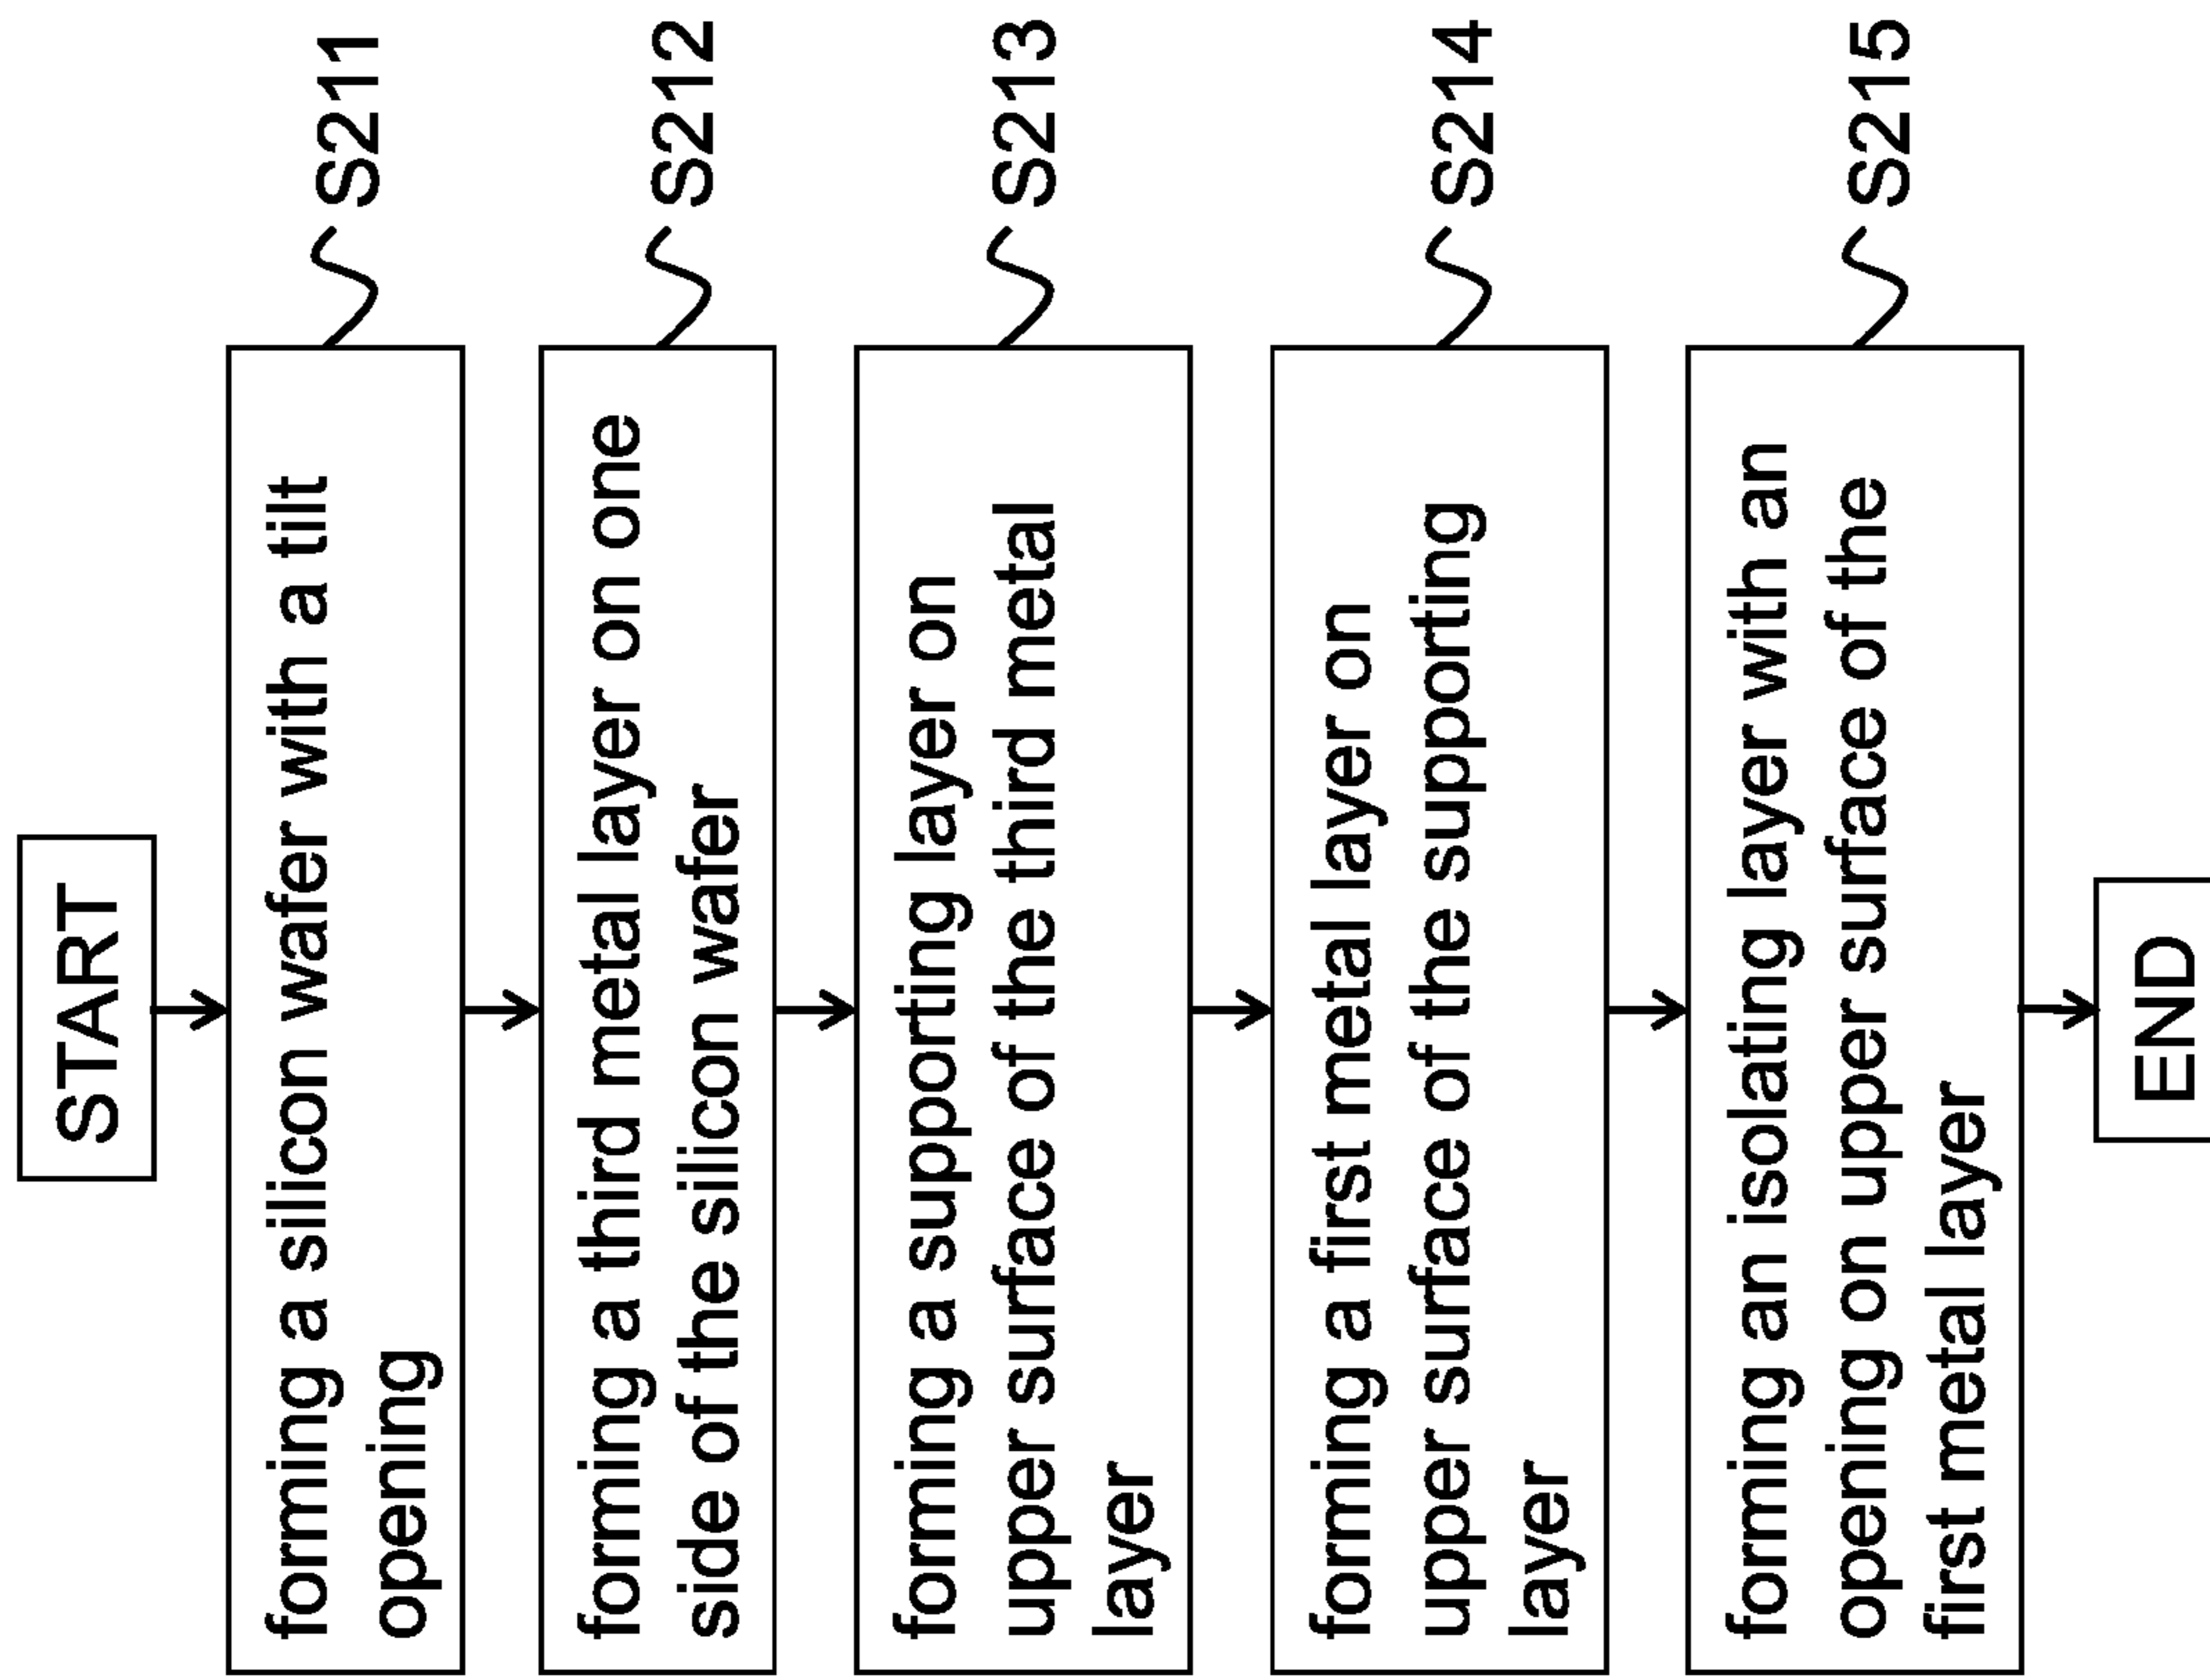 START
forming a silicon wafer with a tilt
opening
S211
forming a third metal layer on one
side of the silicon wafer
S212
forming a supporting layer on
upper surface of the third metal
layer
S213
forming a first metal layer on
upper surface of the supporting
layer
S214
forming an isolating layer with an
opening on upper surface of the
first metal layer
S215
END